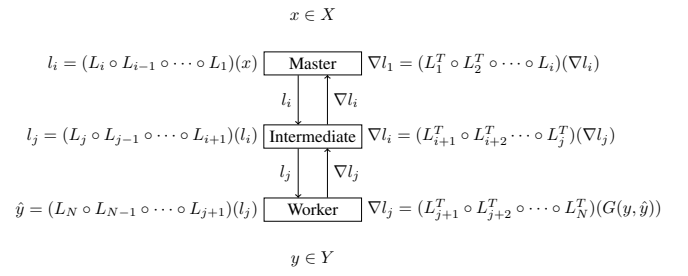 x ∈ X
l_i = (L_i ∘ L_{i−1} ∘ ⋯ ∘ L_1)(x) Master ∇l_1 = (L_1^T ∘ L_2^T ∘ ⋯ ∘ L_i)(∇l_i)
l_i ∇l_i
l_j = (L_j ∘ L_{j−1} ∘ ⋯ ∘ L_{i+1})(l_i) Intermediate ∇l_i = (L_{i+1}^T ∘ L_{i+2}^T ⋯ ∘ L_j^T)(∇l_j)
l_j ∇l_j
ŷ = (L_N ∘ L_{N−1} ∘ ⋯ ∘ L_{j+1})(l_j) Worker ∇l_j = (L_{j+1}^T ∘ L_{j+2}^T ∘ ⋯ ∘ L_N^T)(G(y, ŷ))
y ∈ Y